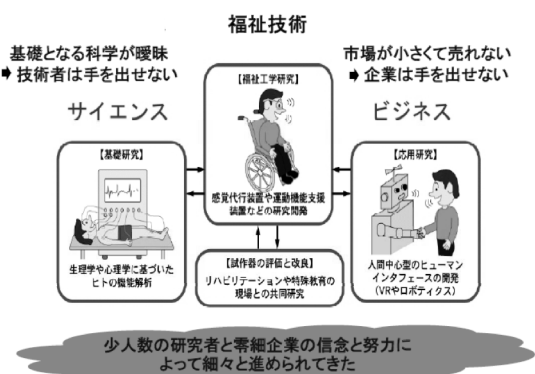 福祉技術
基礎となる科学が曖昧
➡技術者は手を出せない
市場が小さくて売れない
➡企業は手を出せない
サイエンス
ビジネス
【福祉工学研究】
感覚代行装置や運動機能支援
装置などの研究開発
【基礎研究】
生理学や心理学に基づいた
ヒトの機能解析
【応用研究】
人間中心型のヒューマン
インタフェースの開発
(VRやロボティクス)
【試作器の評価と改良】
リハビリテーションや特殊教育の
現場との共同研究
少人数の研究者と零細企業の信念と努力に
よって細々と進められてきた